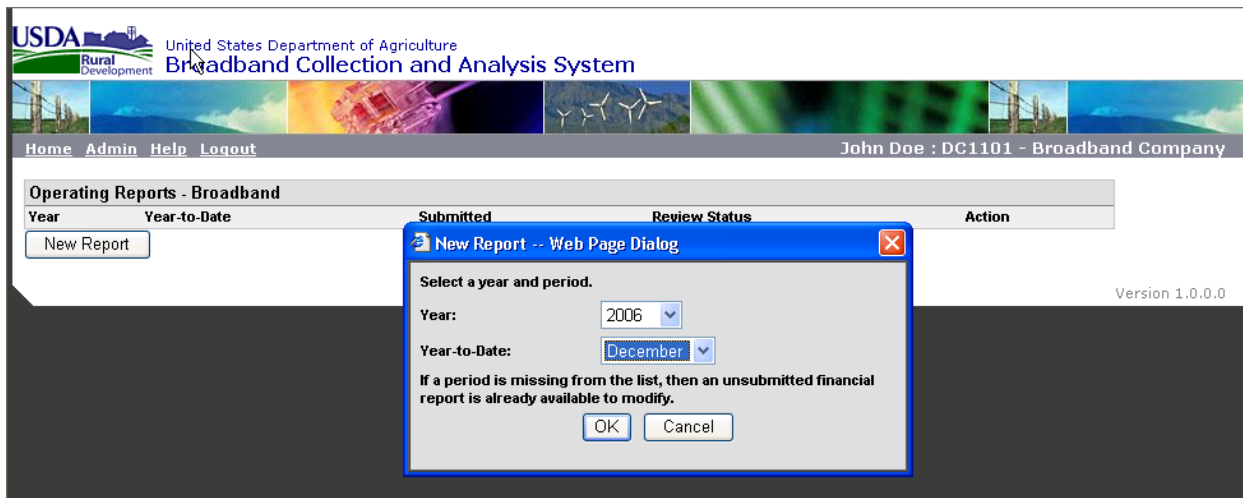 USDA
Rural
Development
United States Department of Agriculture
Broadband Collection and Analysis System
Home Admin Help Logout
John Doe : DC1101 - Broadband Company
Operating Reports - Broadband
Year Year-to-Date Submitted Review Status Action
New Report
New Report -- Web Page Dialog
Select a year and period.
Year: 2006
Year-to-Date: December
If a period is missing from the list, then an unsubmitted financial
report is already available to modify.
OK Cancel
Version 1.0.0.0